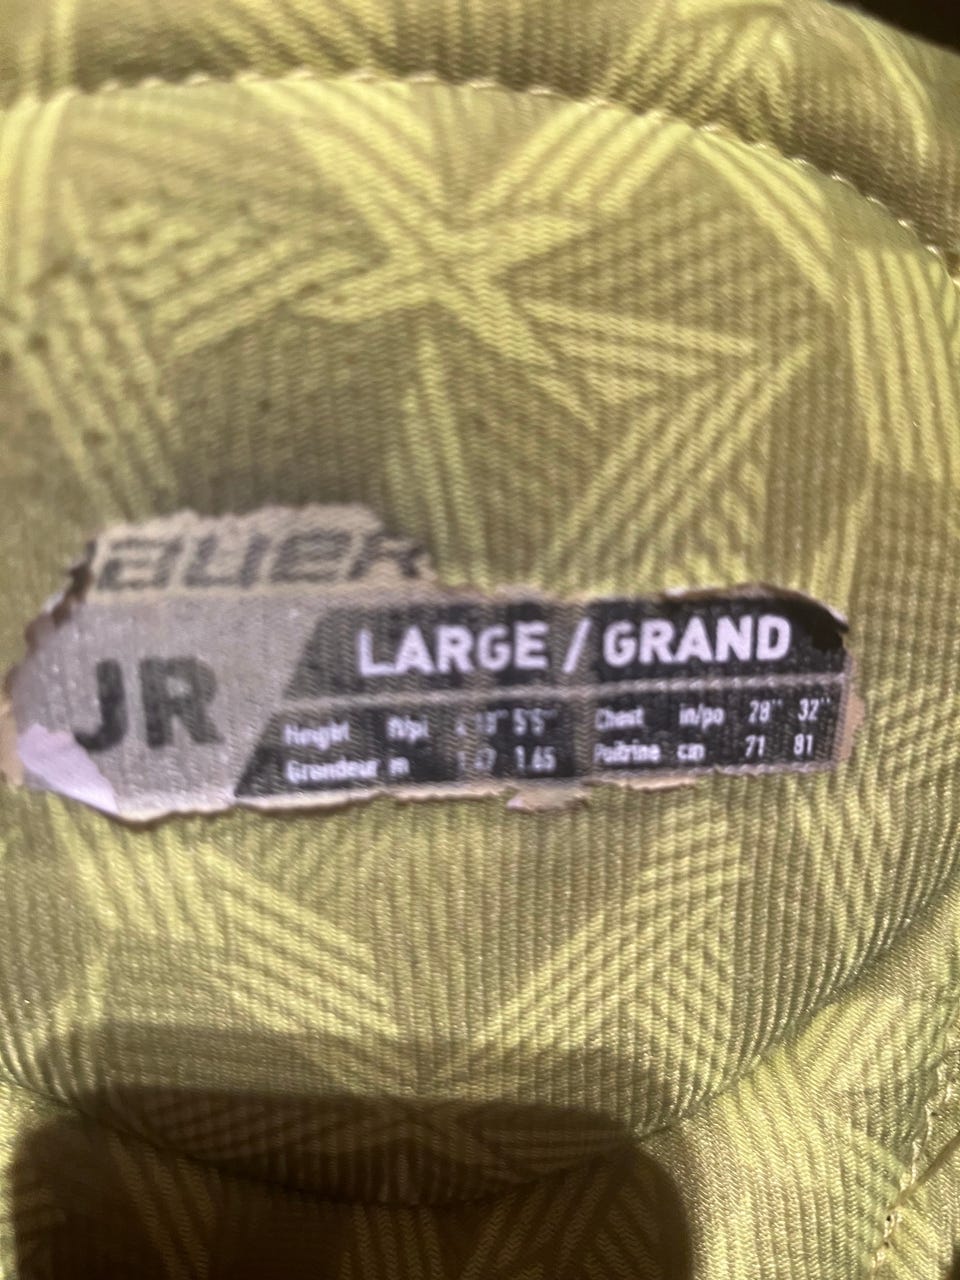 BAUER
JR
LARGE / GRAND
Height ft/pi 4'10" 5'5" Chest in/po 28" 32"
Grandeur m 1.47 1.65 Poitrine cm 71 81